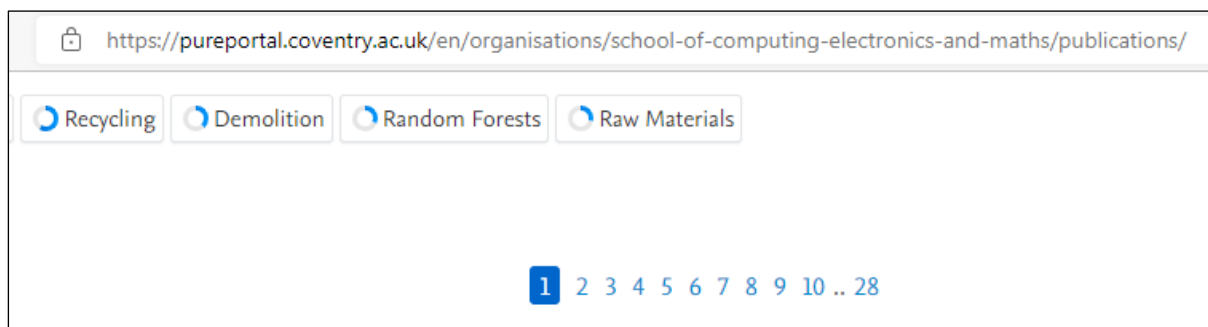 https://pureportal.coventry.ac.uk/en/organisations/school-of-computing-electronics-and-maths/publications/
Recycling Demolition Random Forests Raw Materials
1 2 3 4 5 6 7 8 9 10 .. 28